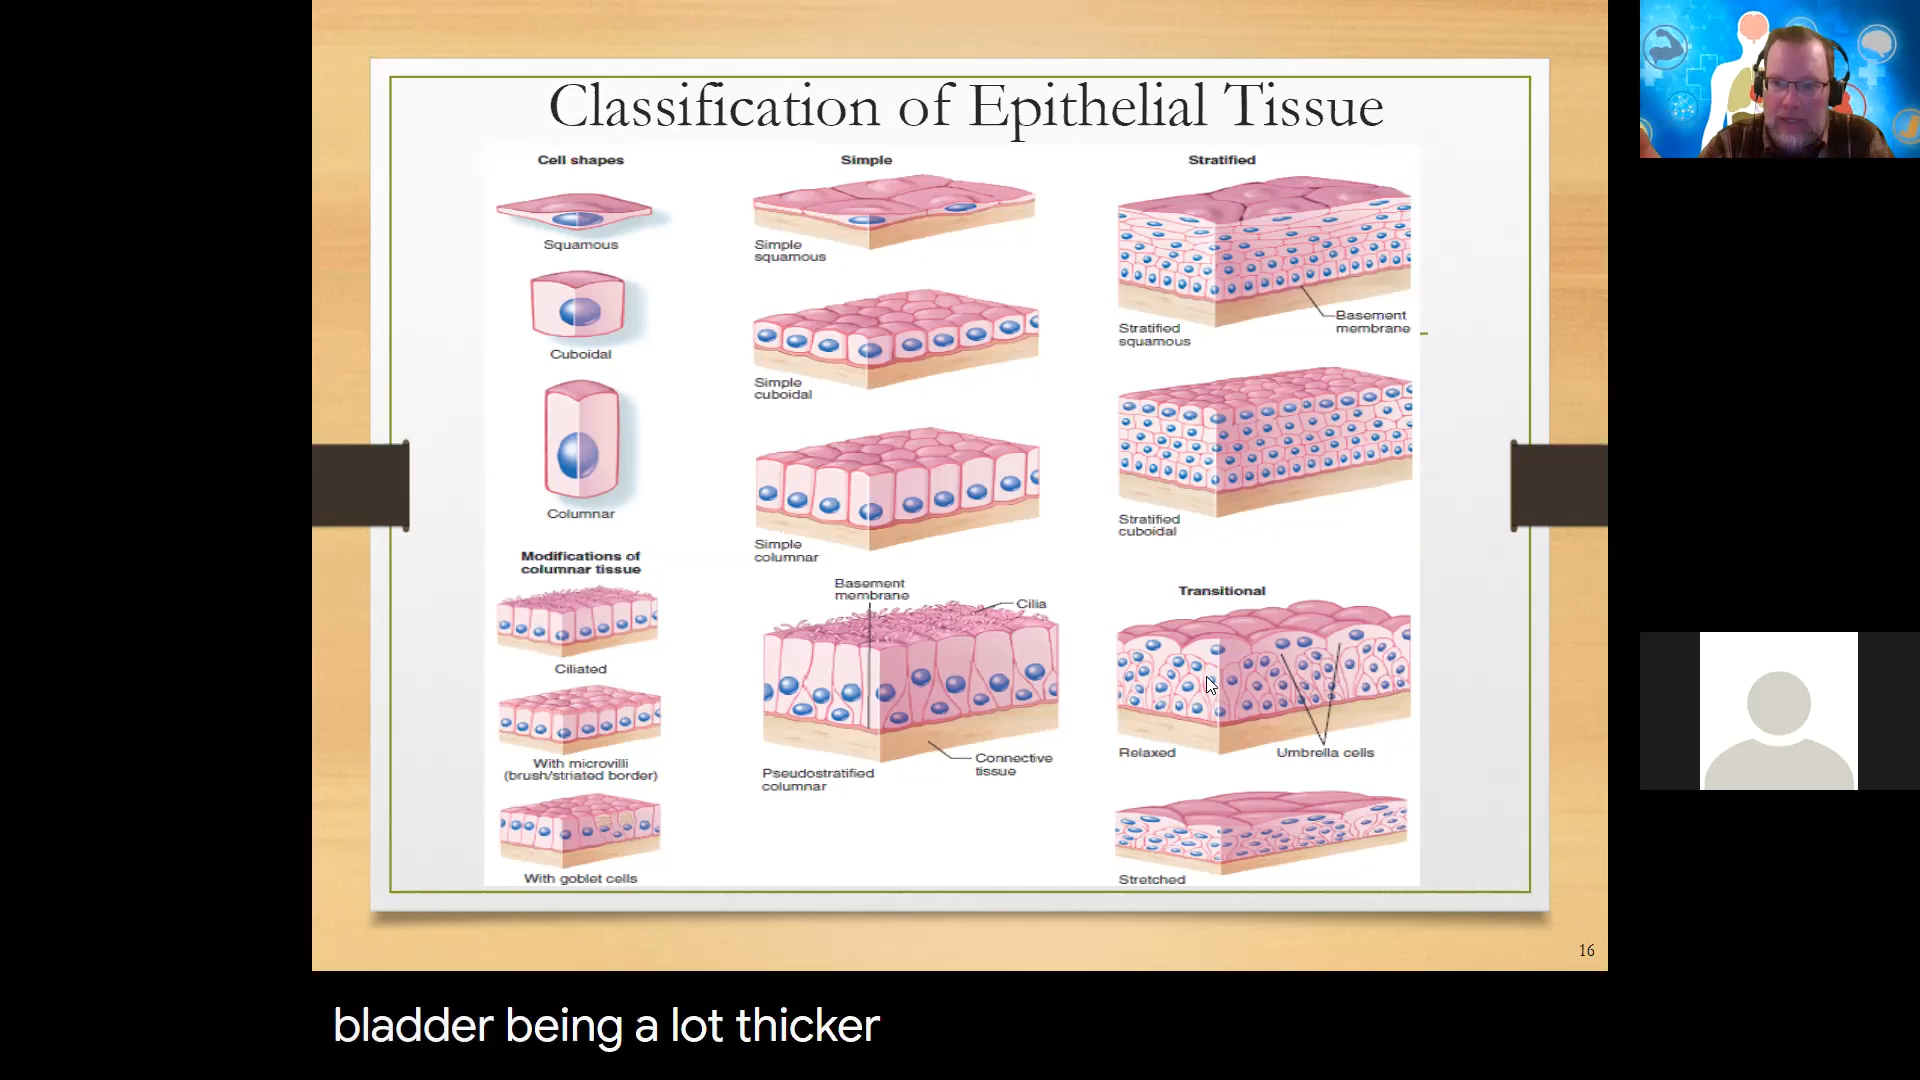 Classification of Epithelial Tissue
Cell shapes
Squamous
Cuboidal
Columnar
Modifications of
columnar tissue
Ciliated
With microvilli
(brush/striated border)
With goblet cells
Simple
Simple
squamous
Simple
cuboidal
Simple
columnar
Basement
membrane
Cilia
Connective
tissue
Pseudostratified
columnar
Stratified
Basement
membrane
Stratified
squamous
Stratified
cuboidal
Transitional
Relaxed
Umbrella cells
Stretched
16
bladder being a lot thicker